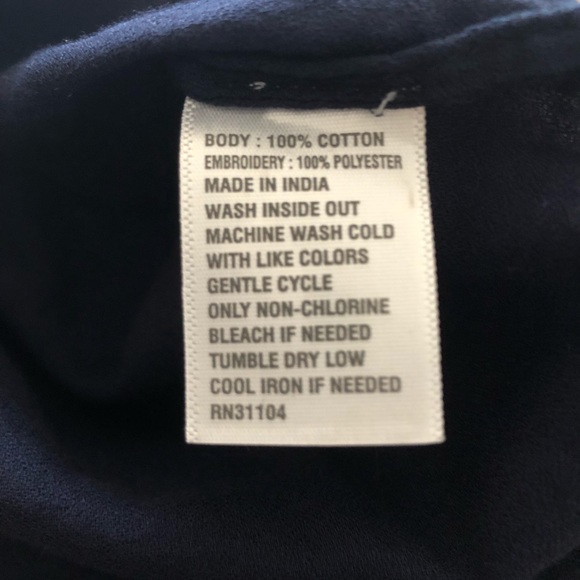 BODY : 100% COTTON
EMBROIDERY : 100% POLYESTER
MADE IN INDIA
WASH INSIDE OUT
MACHINE WASH COLD
WITH LIKE COLORS
GENTLE CYCLE
ONLY NON-CHLORINE
BLEACH IF NEEDED
TUMBLE DRY LOW
COOL IRON IF NEEDED
RN31104